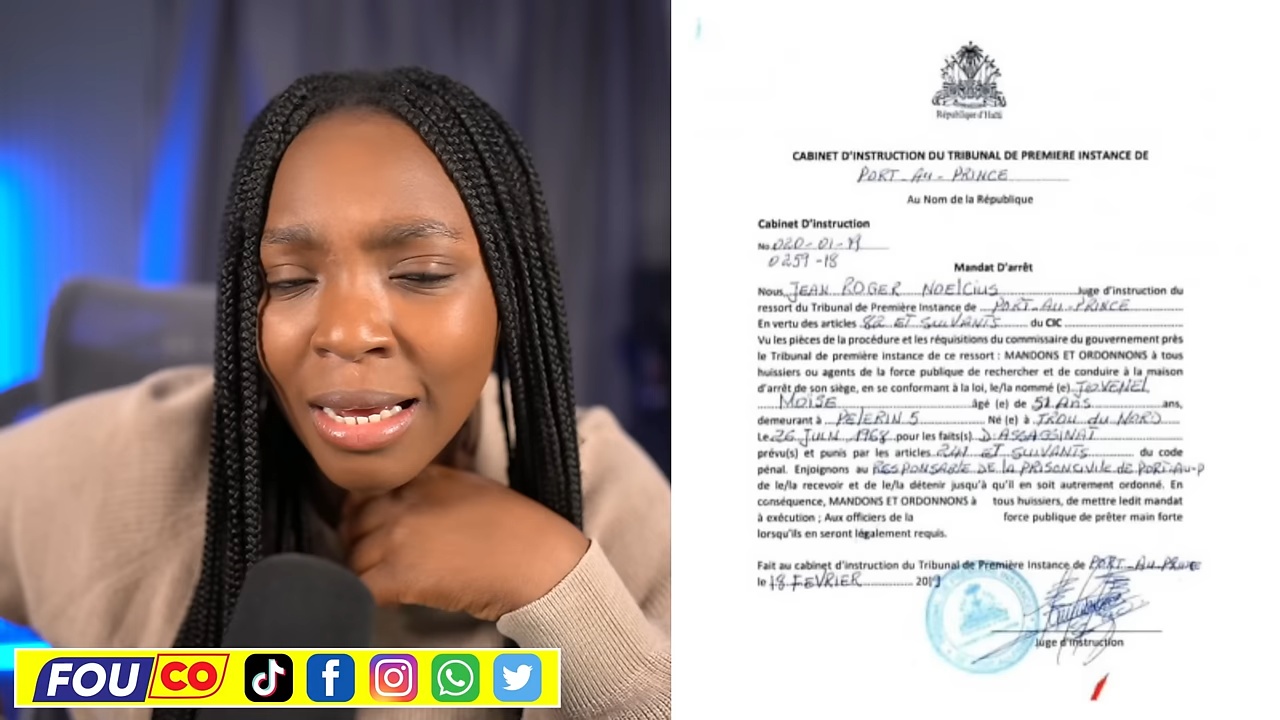 FOUCO
République d'Haïti
CABINET D'INSTRUCTION DU TRIBUNAL DE PREMIERE INSTANCE DE
PORT-AU-PRINCE
Au Nom de la République
Cabinet D'instruction
No 020-01-19
0259-18
Mandat D'arrêt
Nous JEAN ROGER NOELCIUS Juge d'instruction du
ressort du Tribunal de Première Instance de PORT-AU-PRINCE
En vertu des articles 82 ET SUIVANTS du CIC
Vu les pièces de la procédure et les réquisitions du commissaire du gouvernement près
le Tribunal de première instance de ce ressort : MANDONS ET ORDONNONS à tous
huissiers ou agents de la force publique de rechercher et de conduire à la maison
d'arrêt de son siège, en se conformant à la loi, le/la nommé (e) JOVENEL
MOISE âgé (e) de 51 Ans ans,
demeurant à PELERIN 5 Né (e) à TROU du NORD
Le 26 JUIN 1968 pour les faits(s) D'ASSASSINAT
prévu(s) et punis par les articles 241 ET SUIVANTS du code
pénal. Enjoignons au RESPONSABLE DE LA PRISON CIVILE de PORT-AU-P
de le/la recevoir et de le/la détenir jusqu'à qu'il en soit autrement ordonné. En
conséquence, MANDONS ET ORDONNONS à tous huissiers, de mettre ledit mandat
à exécution ; Aux officiers de la force publique de prêter main forte
lorsqu'ils en seront légalement requis.
Fait au cabinet d'instruction du Tribunal de Première Instance de PORT-AU-PRINCE
le 18 FEVRIER 2019
Juge d'Instruction